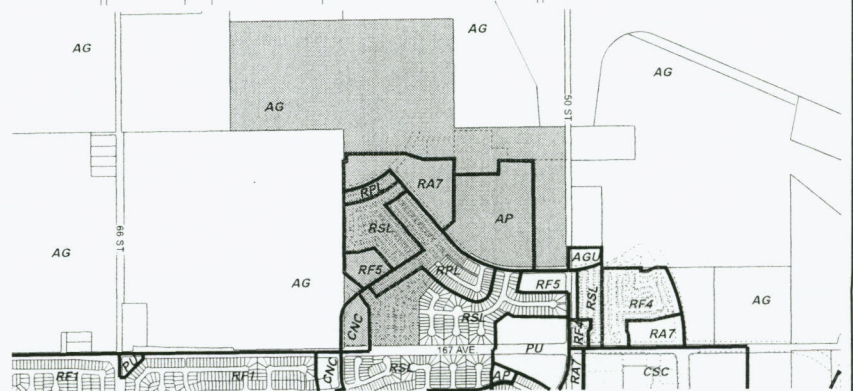 AG
AG
AG
AG
50 ST
RA7
RPL
AP
66 ST
RSL
AG
AG
RF5
RPL
AGU
RSL
RF5
RF4
AG
CNC
RSL
RF4
RA7
PU
167 AVE
PU
RF1
RF1
CNC
RSL
AP
RA7
CSC